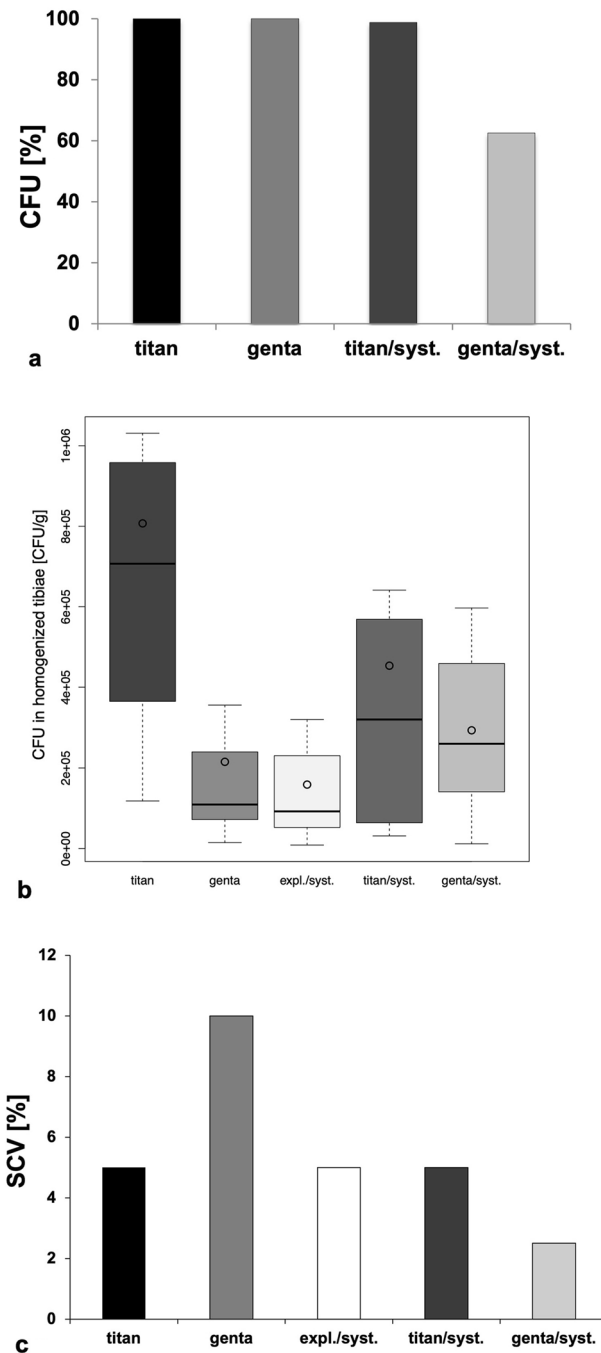 100
80
60
40
20
0
CFU [%]
titan genta titan/syst. genta/syst.
a
1e+06
8e+05
6e+05
4e+05
2e+05
0e+00
CFU in homogenized tibiae [CFU/g]
titan genta expl./syst. titan/syst. genta/syst.
b
12
10
8
6
4
2
0
SCV [%]
titan genta expl./syst. titan/syst. genta/syst.
c